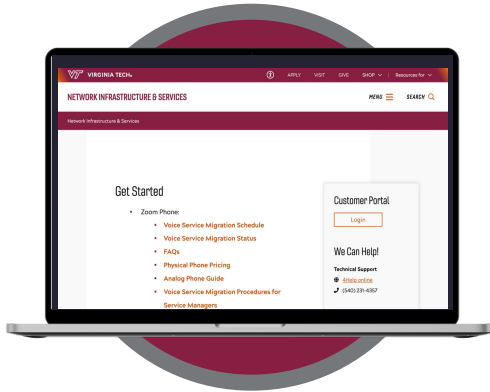 VT VIRGINIA TECH.
APPLY VISIT GIVE SHOP Resources for
NETWORK INFRASTRUCTURE & SERVICES
MENU SEARCH
Network Infrastructure & Services
Get Started
• Zoom Phone:
• Voice Service Migration Schedule
• Voice Service Migration Status
• FAQs
• Physical Phone Pricing
• Analog Phone Guide
• Voice Service Migration Procedures for
Service Managers
Customer Portal
Login
We Can Help!
Technical Support
4Help online
(540) 231-4357